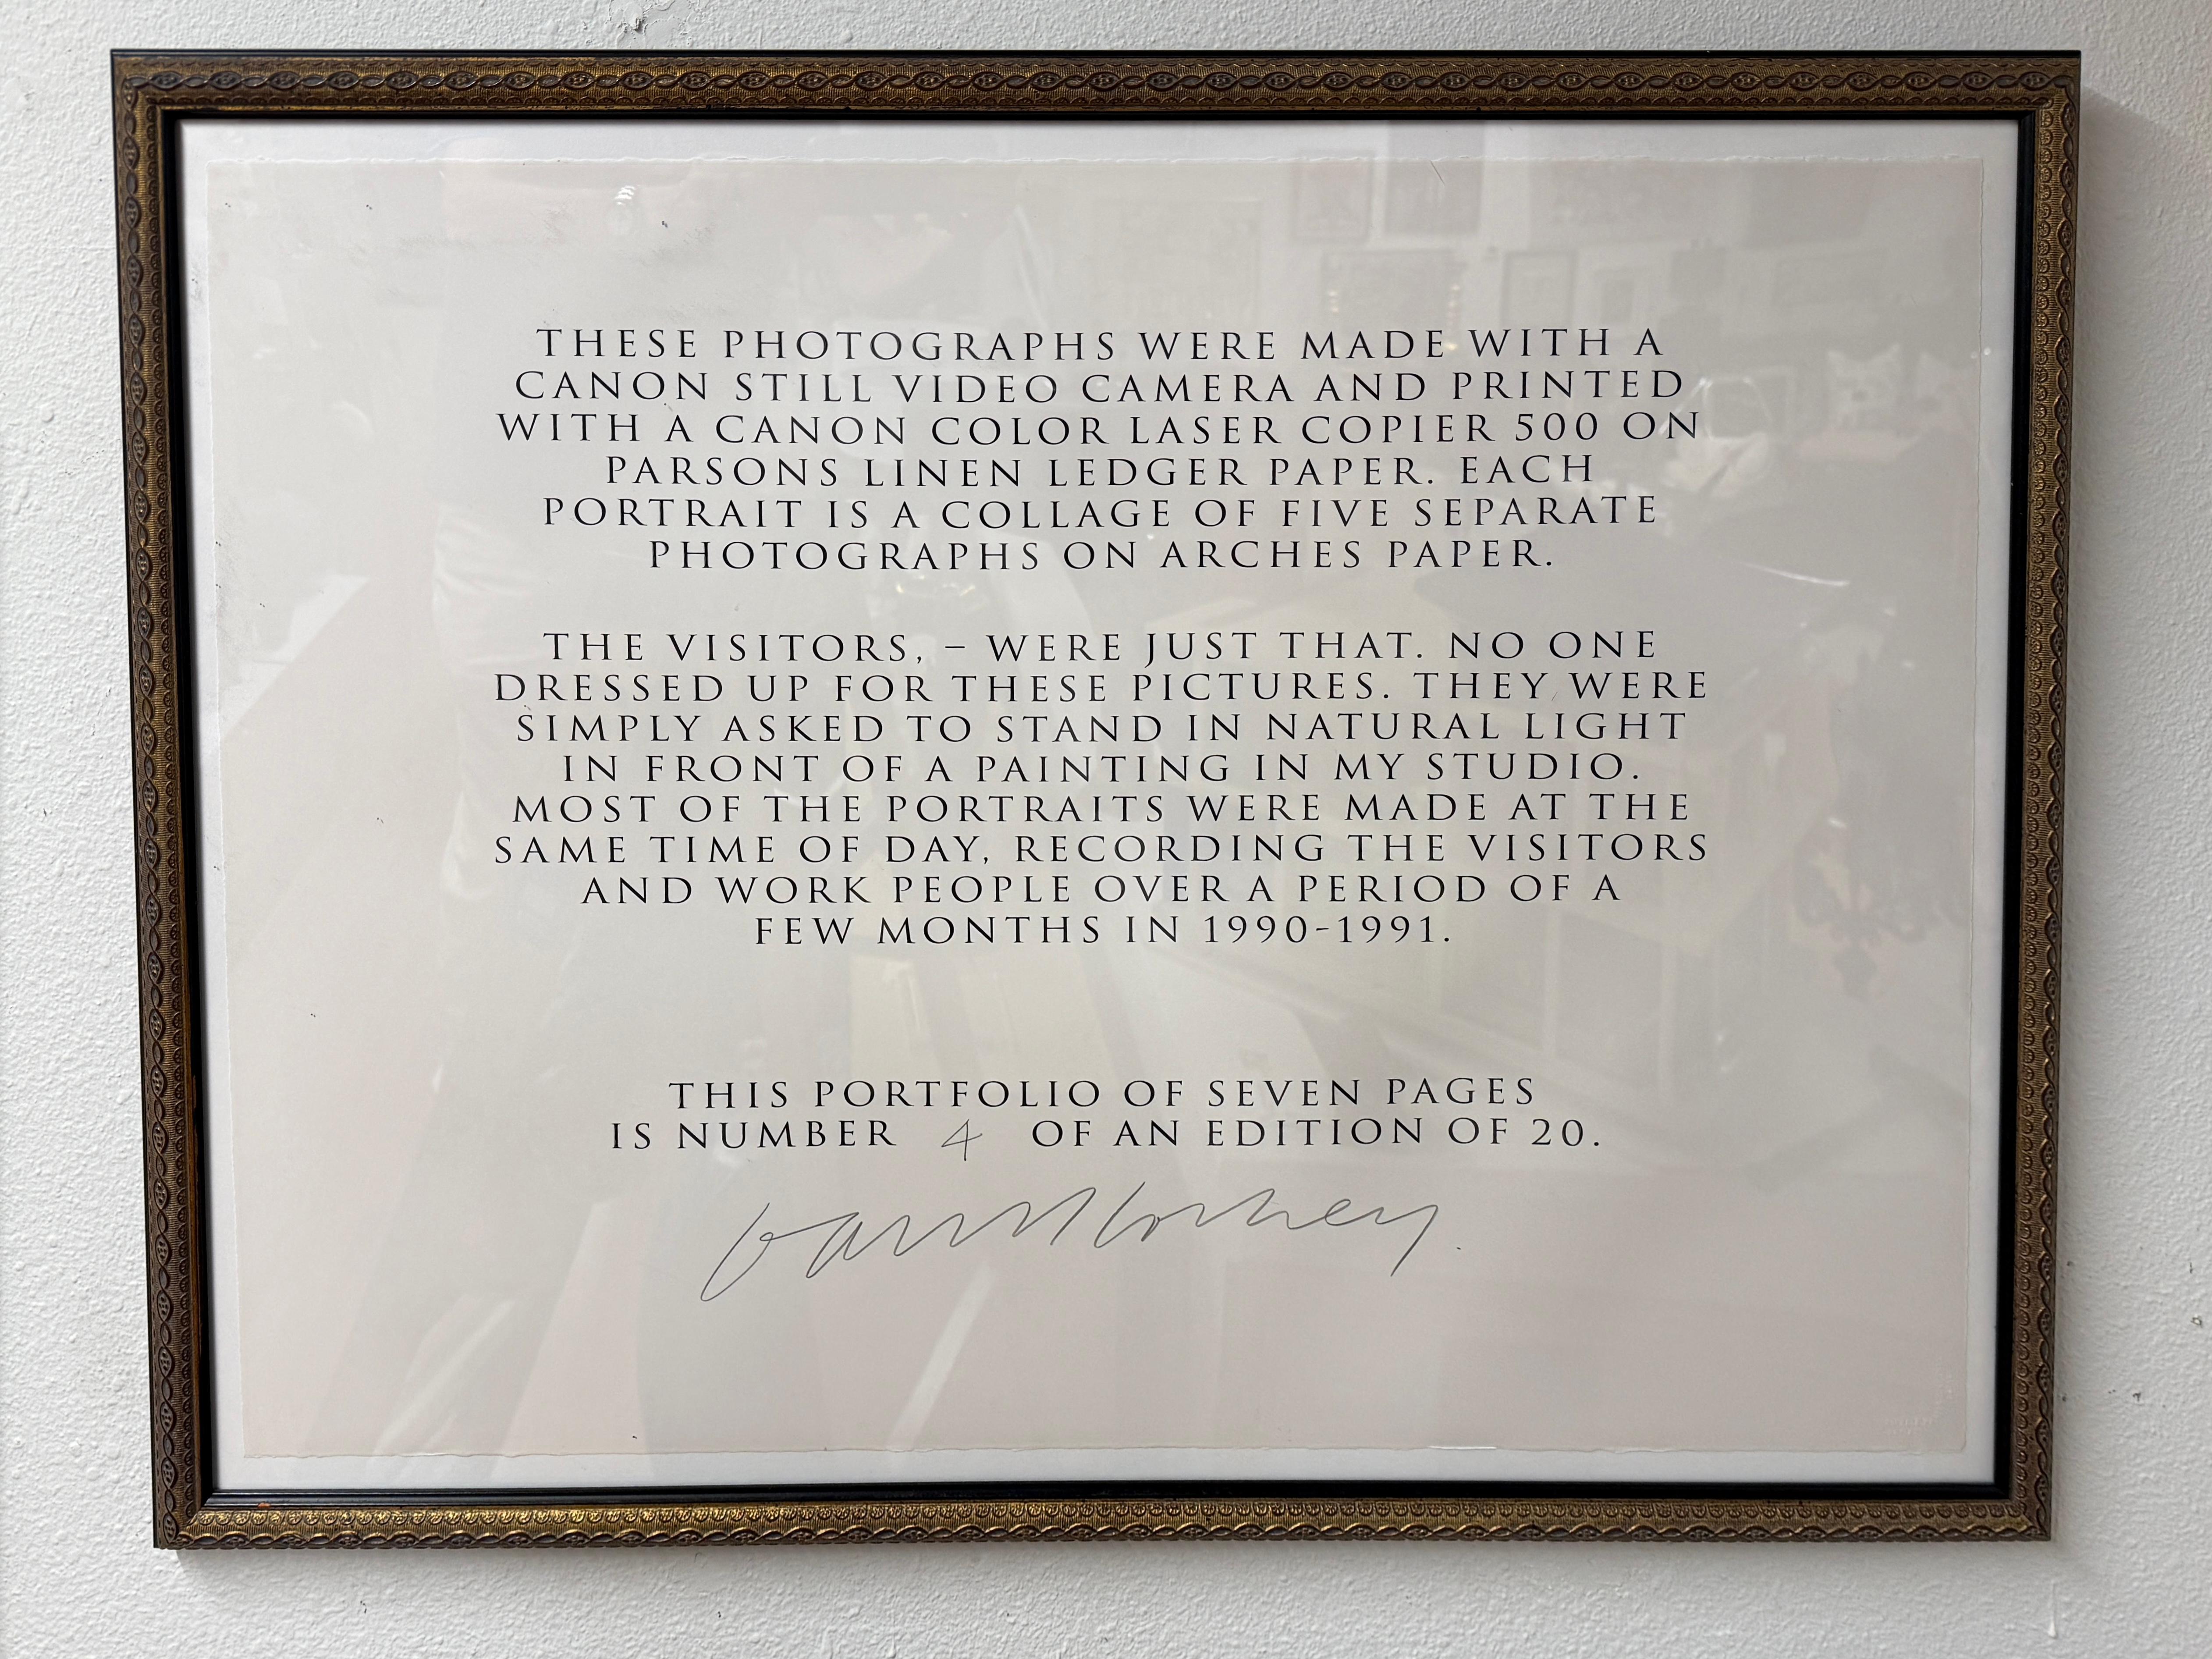 THESE PHOTOGRAPHS WERE MADE WITH A
CANON STILL VIDEO CAMERA AND PRINTED
WITH A CANON COLOR LASER COPIER 500 ON
PARSONS LINEN LEDGER PAPER. EACH
PORTRAIT IS A COLLAGE OF FIVE SEPARATE
PHOTOGRAPHS ON ARCHES PAPER.
THE VISITORS, – WERE JUST THAT. NO ONE
DRESSED UP FOR THESE PICTURES. THEY WERE
SIMPLY ASKED TO STAND IN NATURAL LIGHT
IN FRONT OF A PAINTING IN MY STUDIO.
MOST OF THE PORTRAITS WERE MADE AT THE
SAME TIME OF DAY, RECORDING THE VISITORS
AND WORK PEOPLE OVER A PERIOD OF A
FEW MONTHS IN 1990-1991.
THIS PORTFOLIO OF SEVEN PAGES
IS NUMBER 4 OF AN EDITION OF 20.
David Hockney.